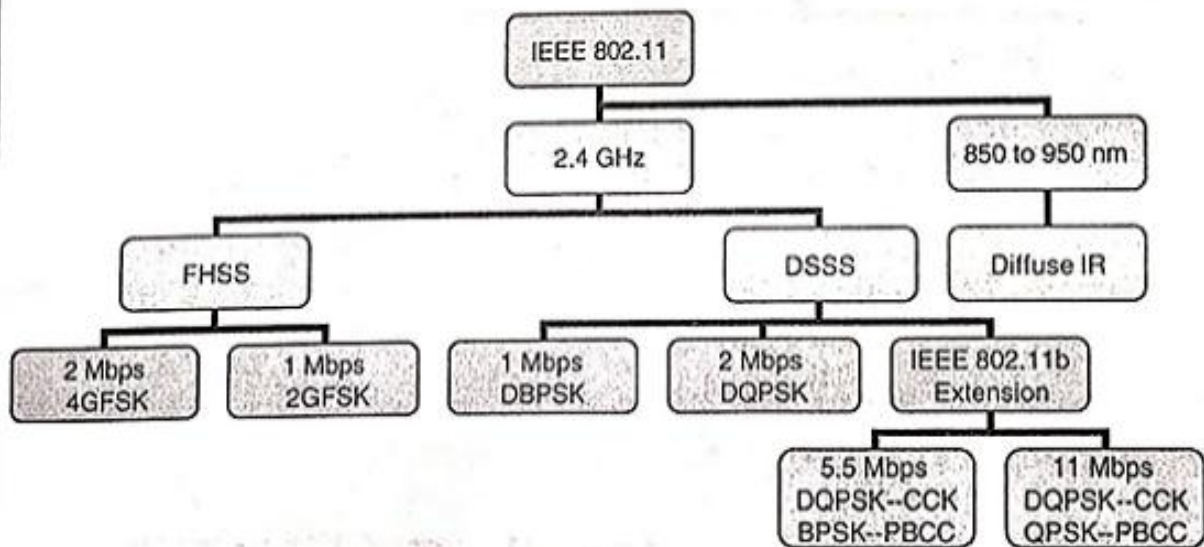 IEEE 802.11
2.4 GHz
850 to 950 nm
FHSS
DSSS
Diffuse IR
2 Mbps
4GFSK
1 Mbps
2GFSK
1 Mbps
DBPSK
2 Mbps
DQPSK
IEEE 802.11b
Extension
5.5 Mbps
DQPSK--CCK
BPSK--PBCC
11 Mbps
DQPSK--CCK
QPSK--PBCC